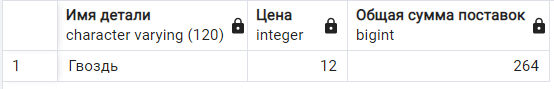 Имя детали Цена Общая сумма поставок
character varying (120) integer bigint
1 Гвоздь 12 264